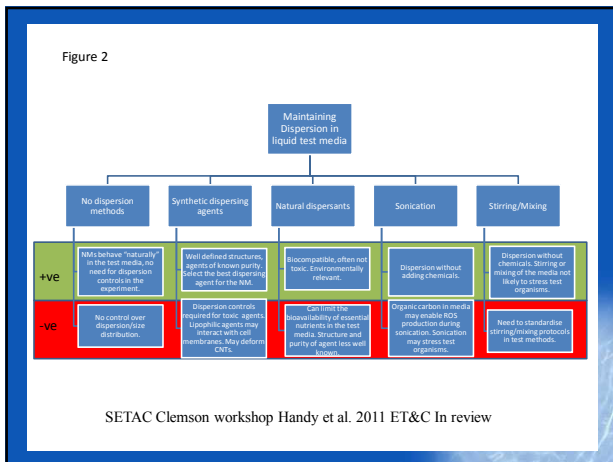 Figure 2
Maintaining
Dispersion in
liquid test media
No dispersion
methods
Synthetic dispersing
agents
Natural dispersants
Sonication
Stirring/Mixing
+ve
NMs behave "naturally"
in the test media, no
need for dispersion
controls in the
experiment.
Well defined structures,
agents of known purity.
Select the best dispersing
agent for the NM.
Biocompatible, often not
toxic. Environmentally
relevant.
Dispersion without
adding chemicals.
Dispersion without
chemicals. Stirring or
mixing of the media not
likely to stress test
organisms.
-ve
No control over
dispersion/size
distribution.
Dispersion controls
required for toxic agents.
Lipophilic agents may
interact with cell
membranes. May deform
CNTs.
Can limit the
bioavailability of essential
nutrients in the test
media. Structure and
purity of agent less well
known.
Organic carbon in media
may enable ROS
production during
sonication. Sonication
may stress test
organisms.
Need to standardise
stirring/mixing protocols
in test methods.
SETAC Clemson workshop Handy et al. 2011 ET&C In review